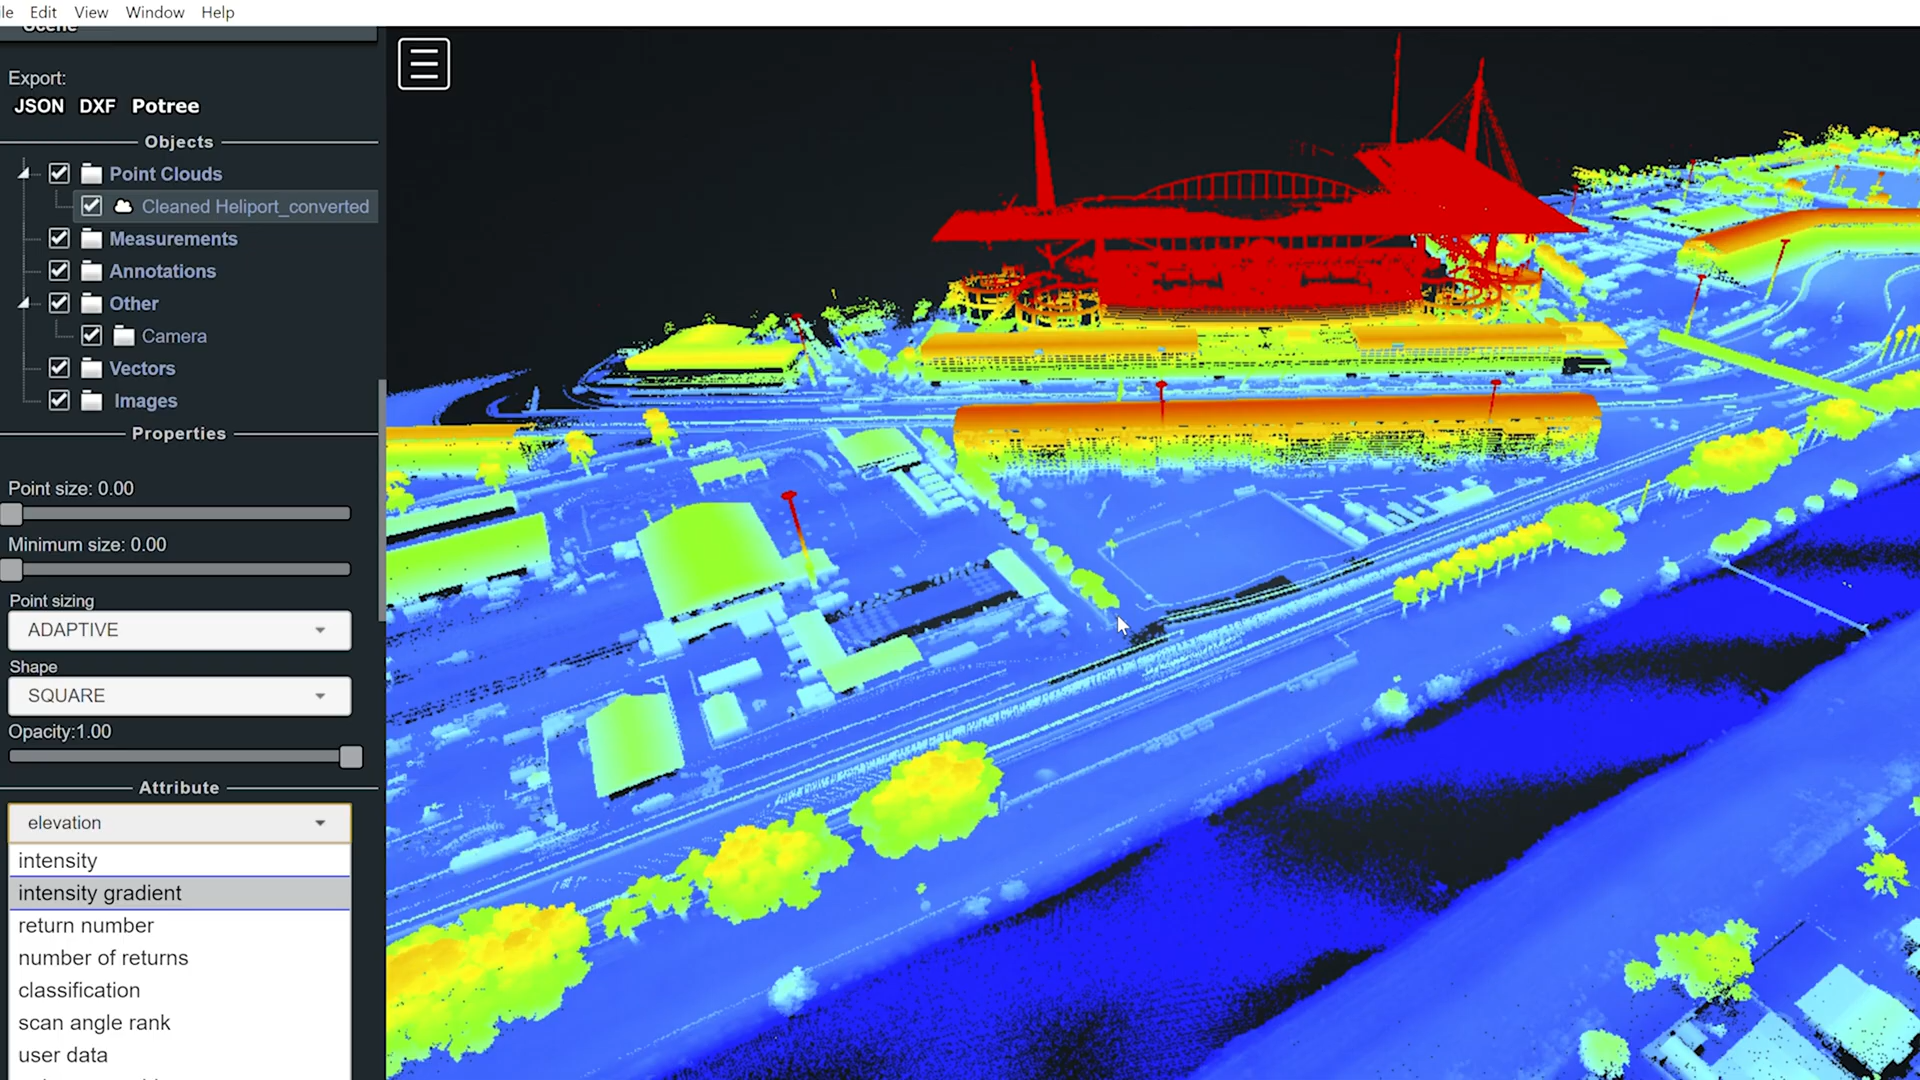 Edit View Window Help
Scene
Export:
JSON DXF Potree
Objects
Point Clouds
Cleaned Heliport_converted
Measurements
Annotations
Other
Camera
Vectors
Images
Properties
Point size: 0.00
Minimum size: 0.00
Point sizing
ADAPTIVE
Shape
SQUARE
Opacity:1.00
Attribute
elevation
intensity
intensity gradient
return number
number of returns
classification
scan angle rank
user data